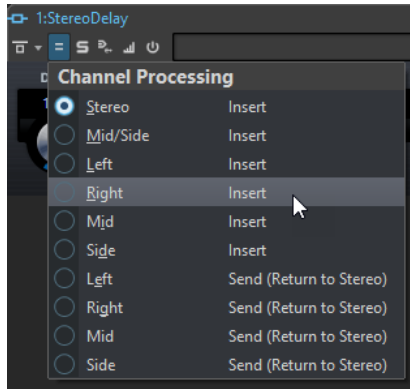 1:StereoDelay
S
Channel Processing
Stereo Insert
Mid/Side Insert
Left Insert
Right Insert
Mid Insert
Side Insert
Left Send (Return to Stereo)
Right Send (Return to Stereo)
Mid Send (Return to Stereo)
Side Send (Return to Stereo)